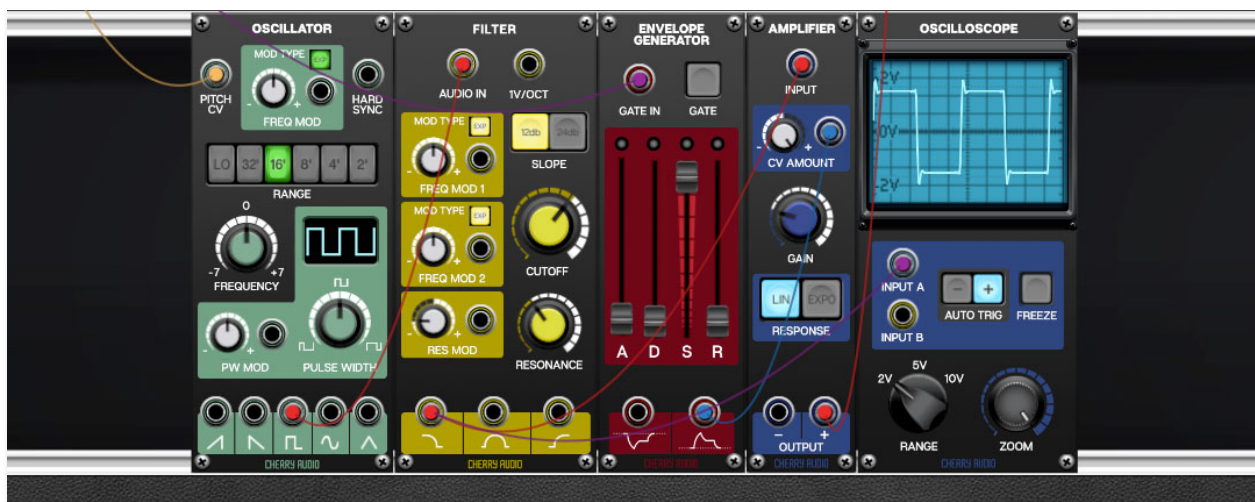 OSCILLATOR
MOD TYPE
EXP
PITCH CV
FREQ MOD
HARD SYNC
LO 32' 16' 8' 4' 2'
RANGE
0
-7 +7
FREQUENCY
- +
PW MOD
PULSE WIDTH
CHERRY AUDIO
FILTER
AUDIO IN
1V/OCT
MOD TYPE
EXP
- +
FREQ MOD 1
12db 24db
SLOPE
MOD TYPE
EXP
- +
FREQ MOD 2
CUTOFF
- +
RES MOD
RESONANCE
CHERRY AUDIO
ENVELOPE
GENERATOR
GATE IN
GATE
A D S R
CHERRY AUDIO
AMPLIFIER
INPUT
- +
CV AMOUNT
GAIN
LIN EXPO
RESPONSE
- +
OUTPUT
CHERRY AUDIO
OSCILLOSCOPE
+2V
0V
-2V
INPUT A
INPUT B
- +
AUTO TRIG
FREEZE
2V 5V 10V
RANGE
ZOOM
CHERRY AUDIO